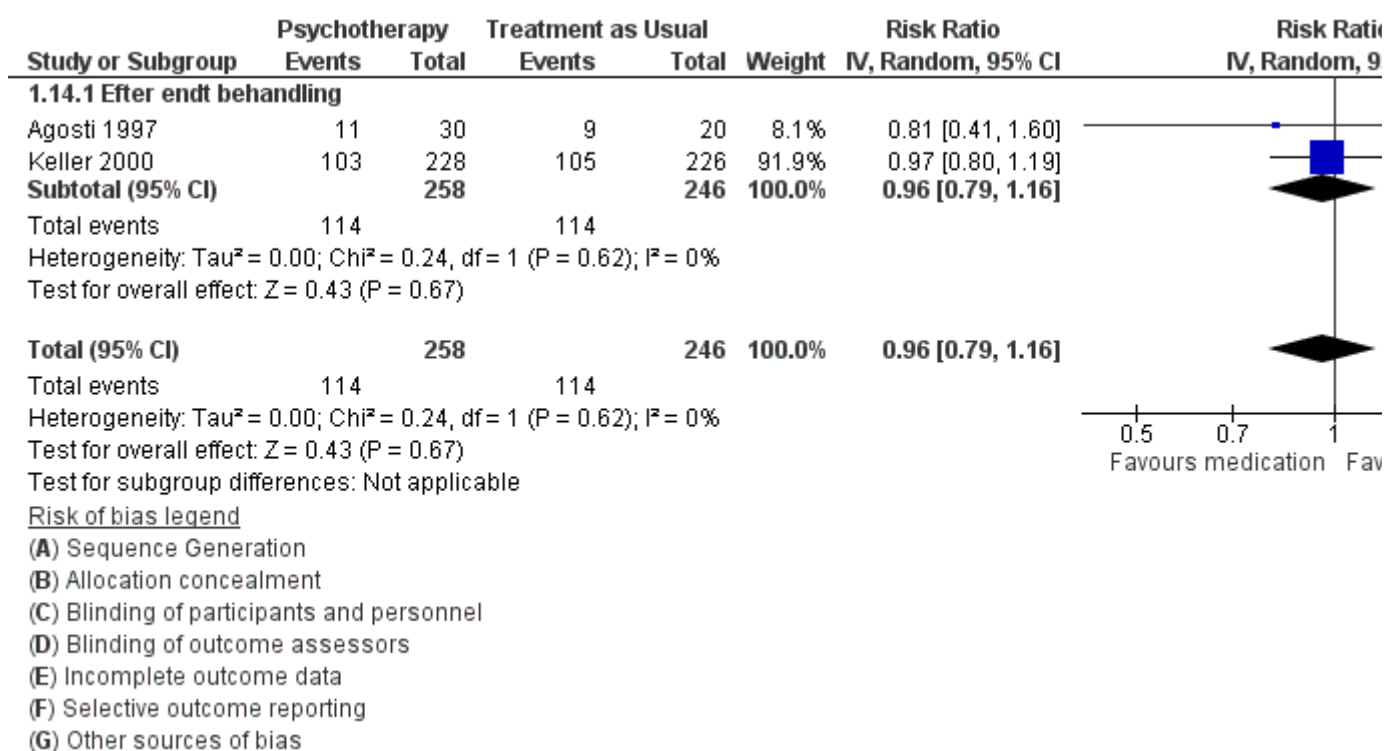 Psychotherapy Treatment as Usual Risk Ratio Risk Ratio
Study or Subgroup Events Total Events Total Weight IV, Random, 95% CI IV, Random, 9
1.14.1 Efter endt behandling
Agosti 1997 11 30 9 20 8.1% 0.81 [0.41, 1.60]
Keller 2000 103 228 105 226 91.9% 0.97 [0.80, 1.19]
Subtotal (95% CI) 258 246 100.0% 0.96 [0.79, 1.16]
Total events 114 114
Heterogeneity: Tau² = 0.00; Chi² = 0.24, df = 1 (P = 0.62); I² = 0%
Test for overall effect: Z = 0.43 (P = 0.67)
Total (95% CI) 258 246 100.0% 0.96 [0.79, 1.16]
Total events 114 114
Heterogeneity: Tau² = 0.00; Chi² = 0.24, df = 1 (P = 0.62); I² = 0%
Test for overall effect: Z = 0.43 (P = 0.67)
Test for subgroup differences: Not applicable
0.5 0.7 1
Favours medication Fav
Risk of bias legend
(A) Sequence Generation
(B) Allocation concealment
(C) Blinding of participants and personnel
(D) Blinding of outcome assessors
(E) Incomplete outcome data
(F) Selective outcome reporting
(G) Other sources of bias